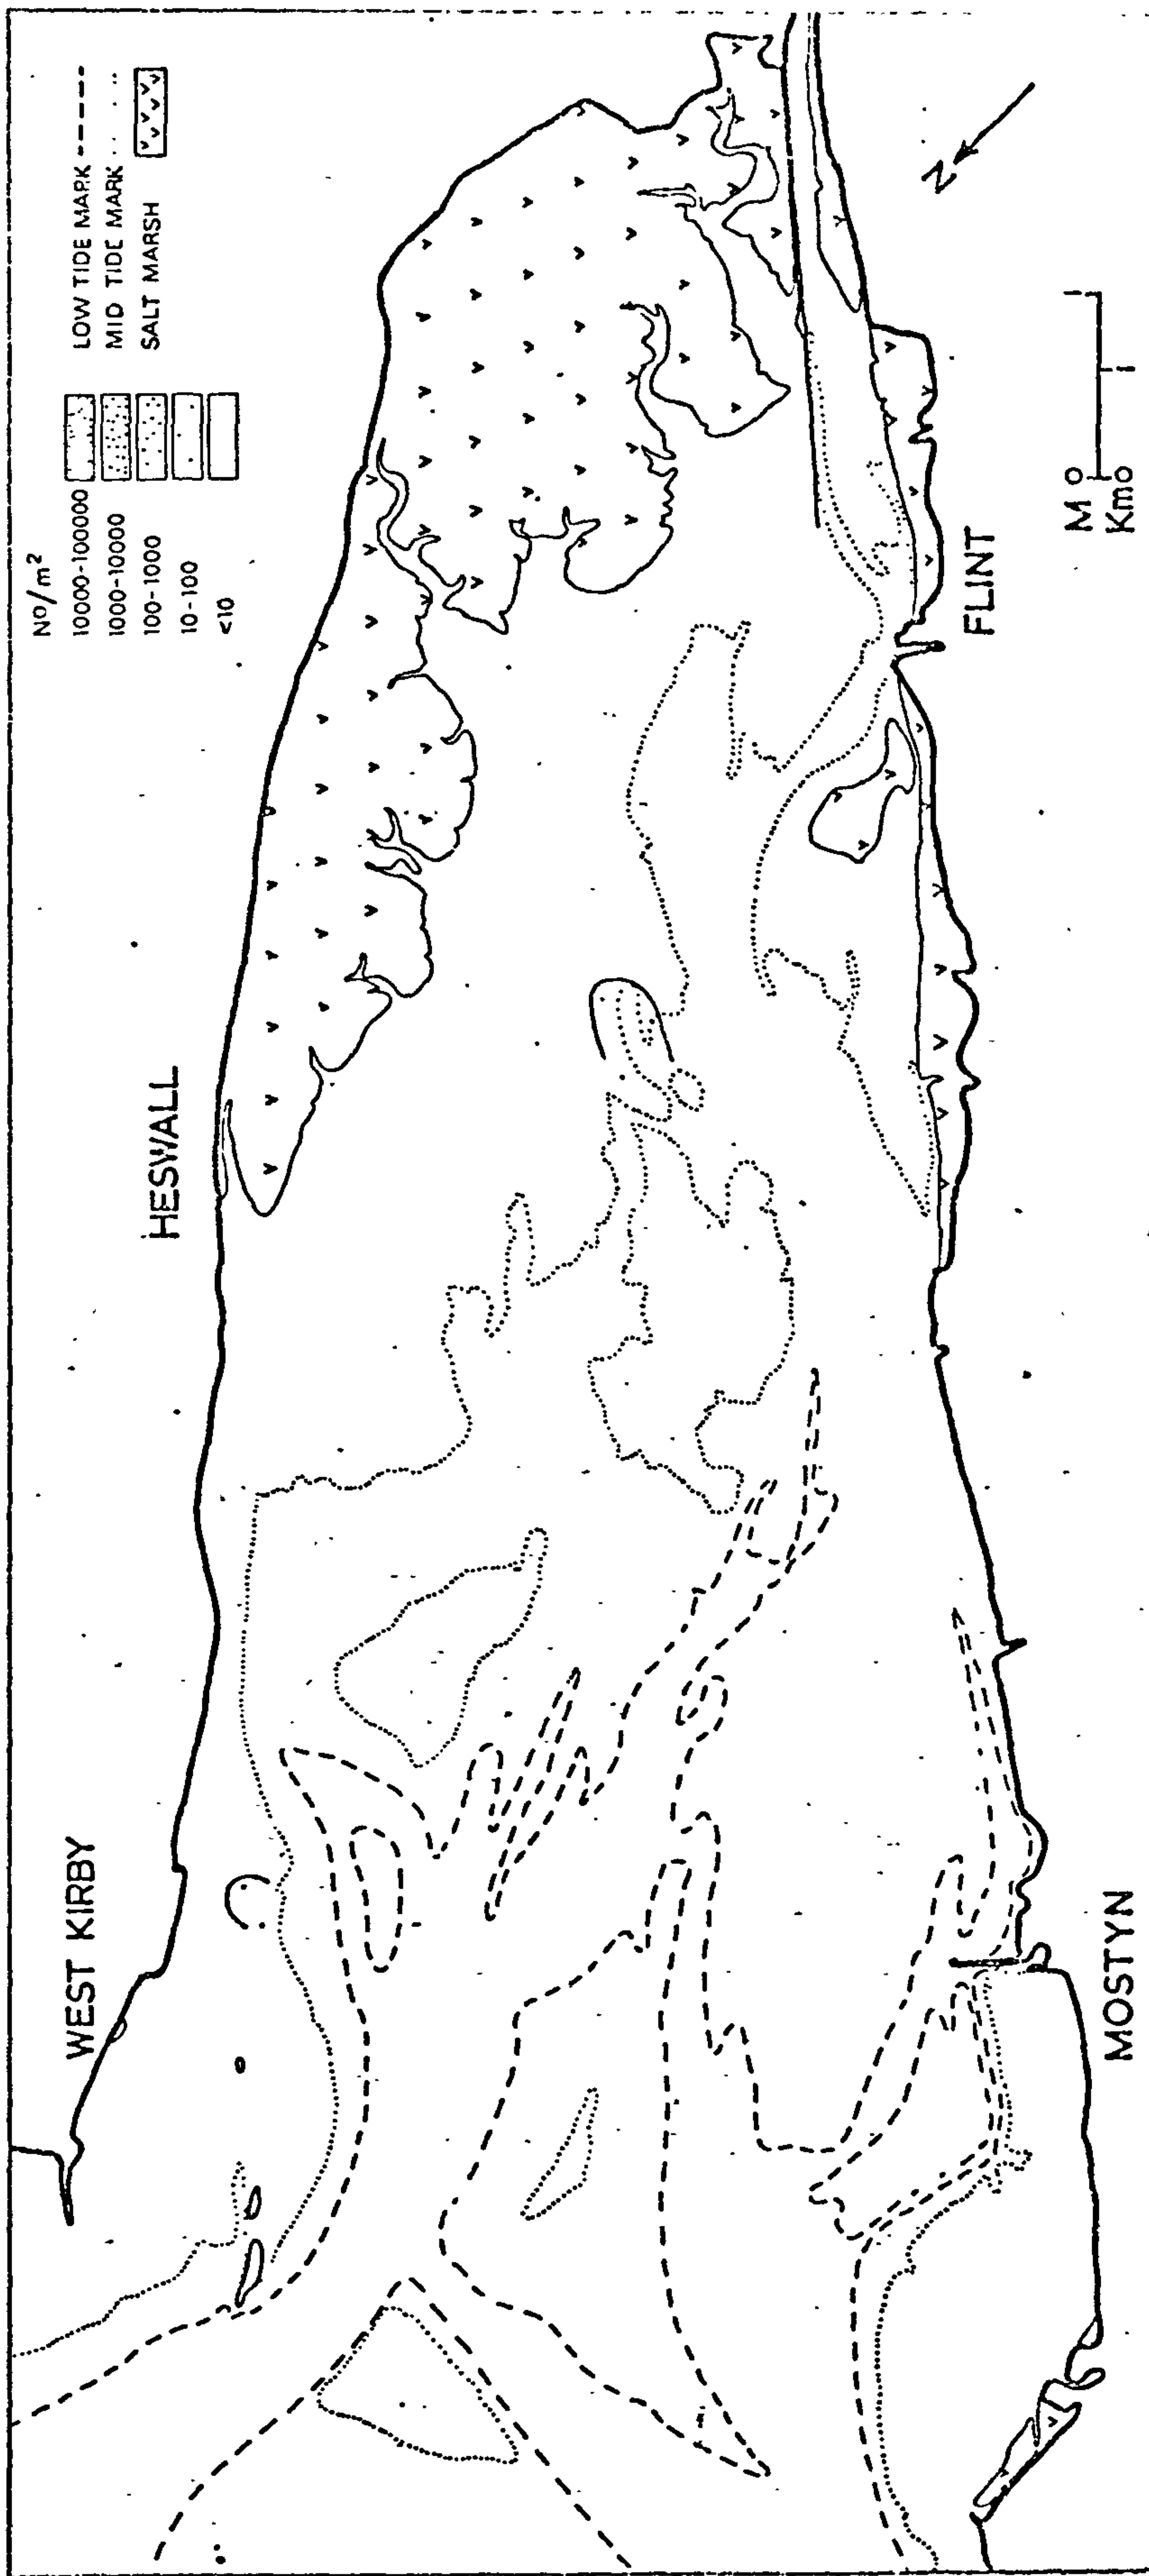 Nº/m²
10000-100000
1000-10000
100-1000
10-100
<10
LOW TIDE MARK
MID TIDE MARK
SALT MARSH
WEST KIRBY
HESWALL
FLINT
MOSTYN
N
M 0 1
Km 0 1